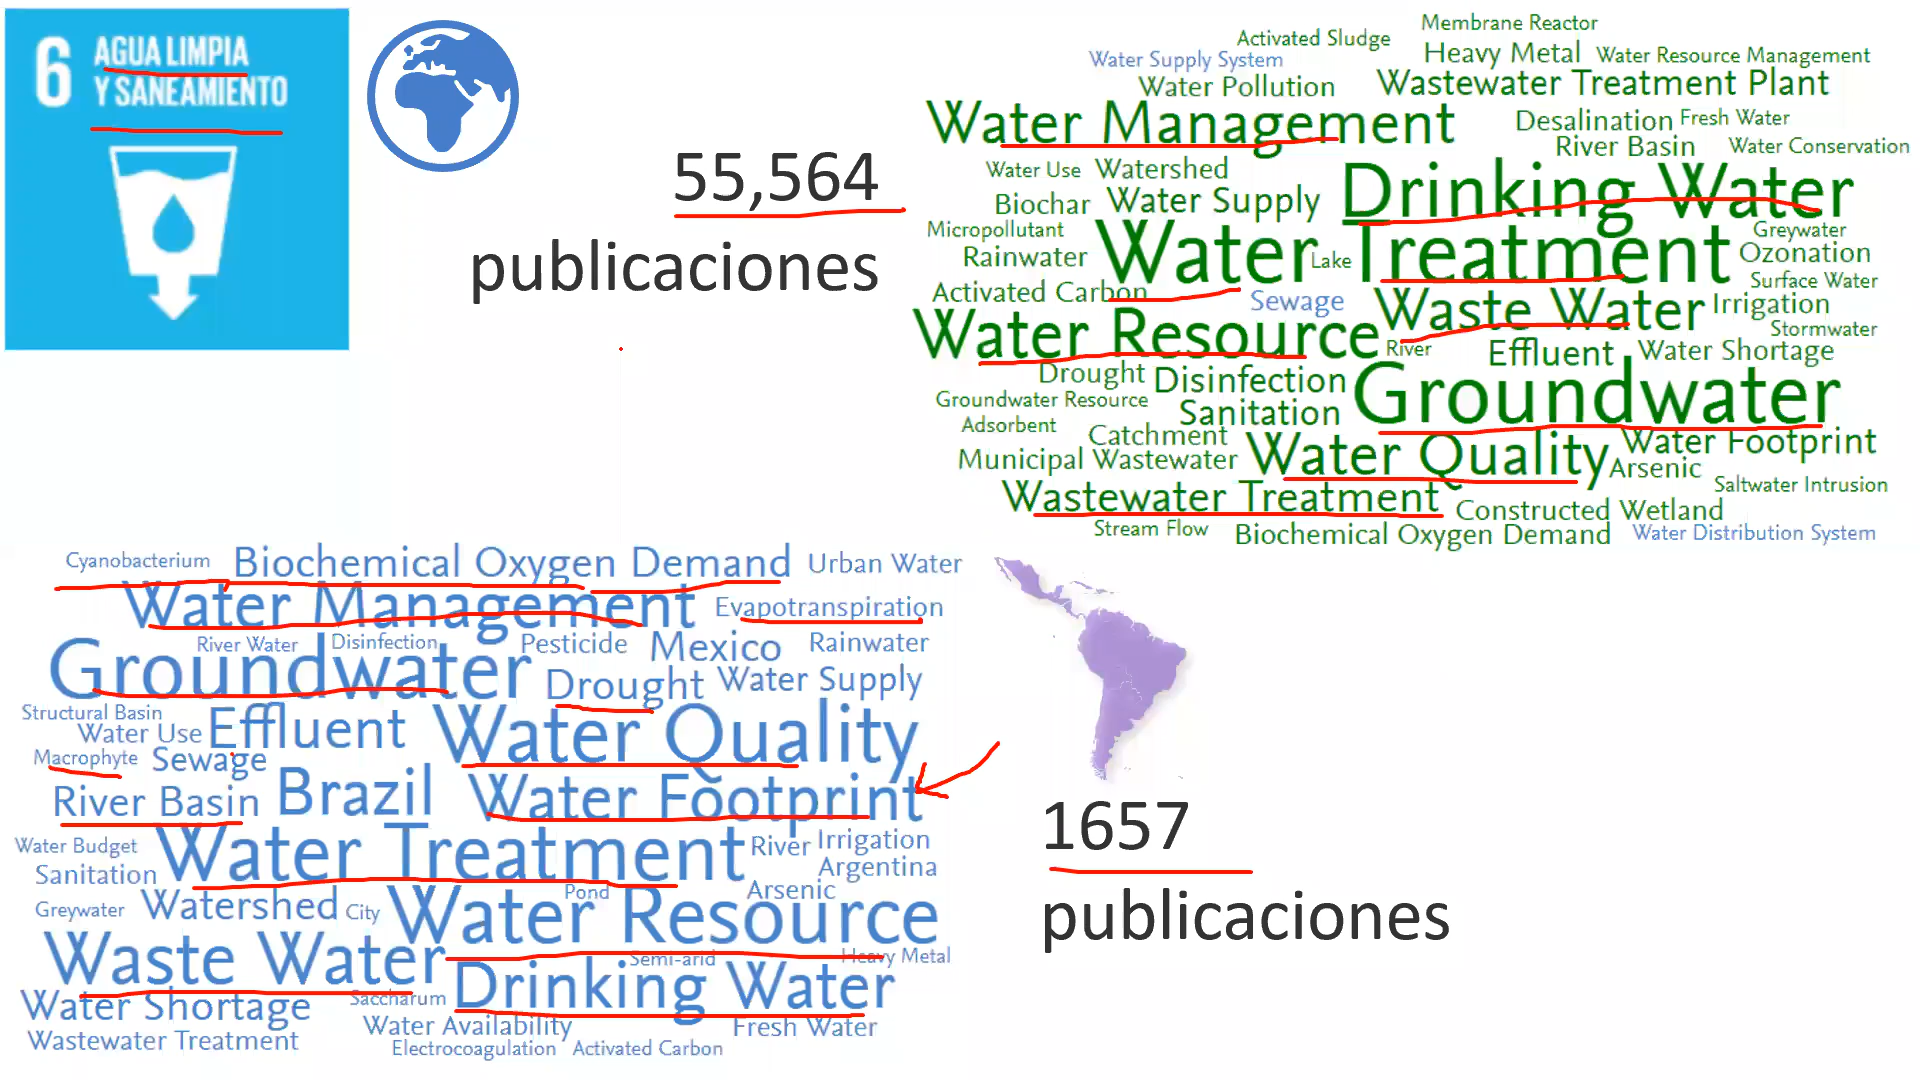 6 AGUA LIMPIA
Y SANEAMIENTO
55,564
publicaciones
Membrane Reactor
Activated Sludge
Heavy Metal
Water Resource Management
Water Supply System
Water Pollution
Wastewater Treatment Plant
Water Management
Desalination
Fresh Water
River Basin
Water Conservation
Water Use
Watershed
Drinking Water
Biochar
Water Supply
Micropollutant
Greywater
Rainwater
Water Treatment
Lake
Ozonation
Surface Water
Activated Carbon
Sewage
Waste Water
Irrigation
Stormwater
Water Resource
River
Effluent
Water Shortage
Drought
Disinfection
Groundwater
Groundwater Resource
Sanitation
Adsorbent
Catchment
Water Footprint
Municipal Wastewater
Water Quality
Arsenic
Saltwater Intrusion
Wastewater Treatment
Constructed Wetland
Stream Flow
Biochemical Oxygen Demand
Water Distribution System
Cyanobacterium
Biochemical Oxygen Demand
Urban Water
Water Management
Evapotranspiration
River Water
Disinfection
Pesticide
Mexico
Rainwater
Groundwater
Drought
Water Supply
Structural Basin
Water Use
Effluent
Water Quality
Macrophyte
Sewage
River Basin
Brazil
Water Footprint
Water Budget
Water Treatment
River
Irrigation
Sanitation
Argentina
Pond
Arsenic
Greywater
Watershed
City
Water Resource
Waste Water
Semi-arid
Heavy Metal
Drinking Water
Water Shortage
Saccharum
Water Availability
Fresh Water
Wastewater Treatment
Electrocoagulation
Activated Carbon
1657
publicaciones